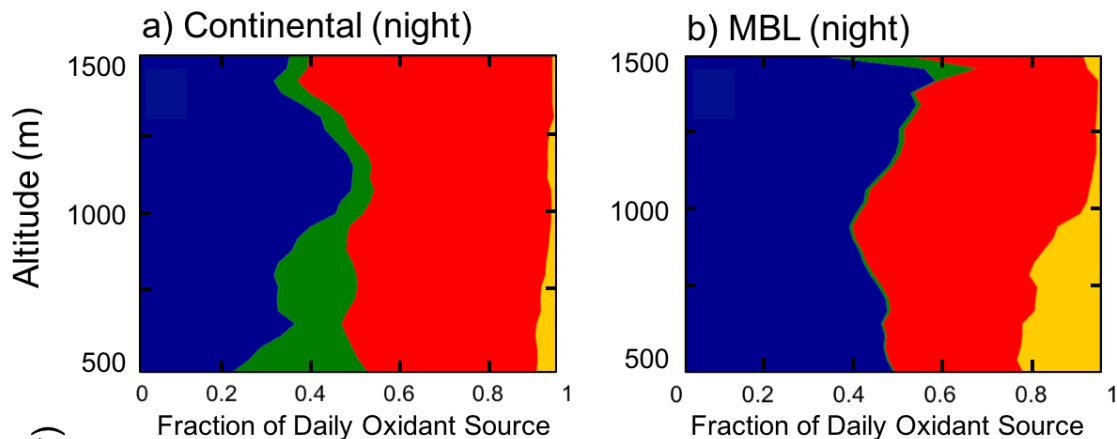 a) Continental (night)
b) MBL (night)
1500
1000
500
Altitude (m)
0 0.2 0.4 0.6 0.8 1
Fraction of Daily Oxidant Source
1500
1000
500
0 0.2 0.4 0.6 0.8 1
Fraction of Daily Oxidant Source